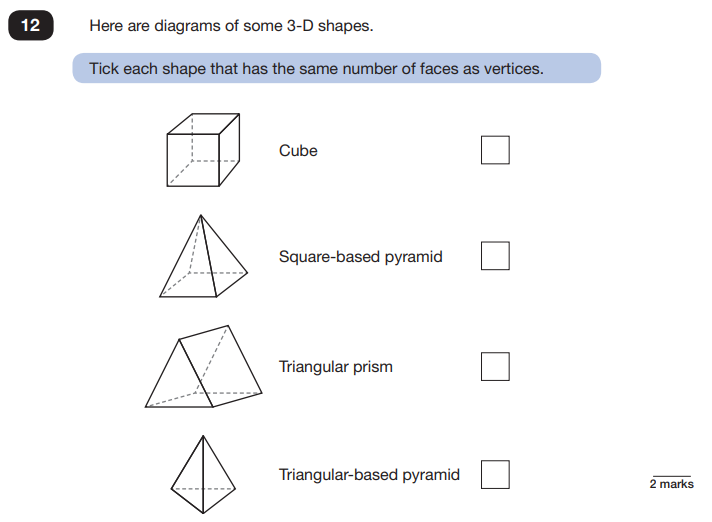 12
Here are diagrams of some 3-D shapes.
Tick each shape that has the same number of faces as vertices.
Cube
Square-based pyramid
Triangular prism
Triangular-based pyramid
2 marks